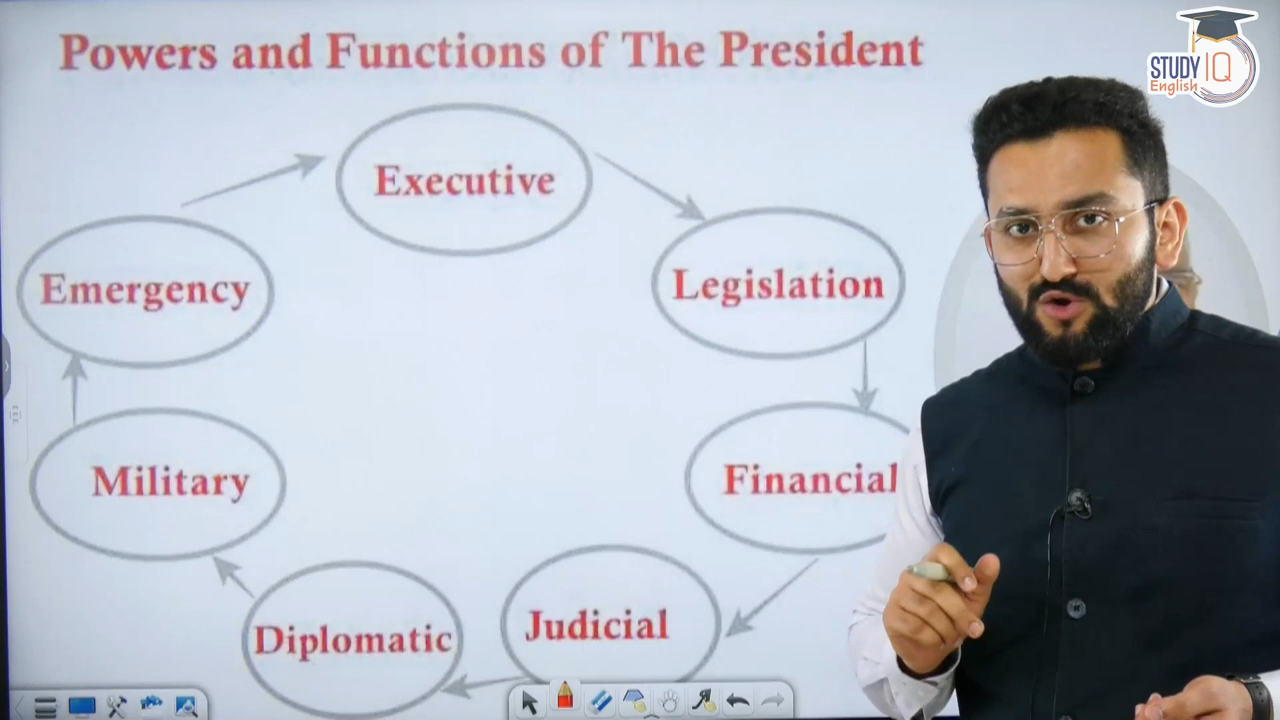 Powers and Functions of The President
STUDY IQ
English
Executive
Legislation
Financial
Judicial
Diplomatic
Military
Emergency